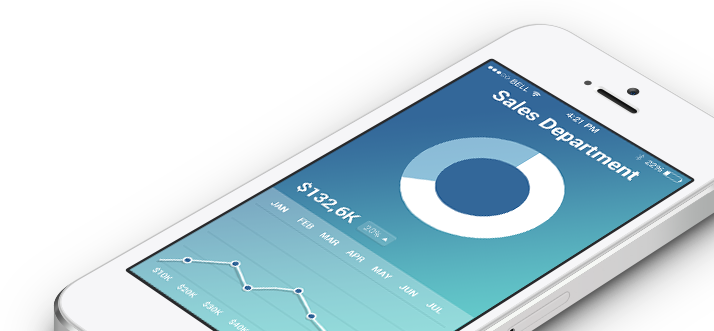 BELL 4:21 PM 22%
Sales Department
$132,6K 20%
JAN FEB MAR APR MAY JUN JUL
$10K
$20K
$30K
$40K